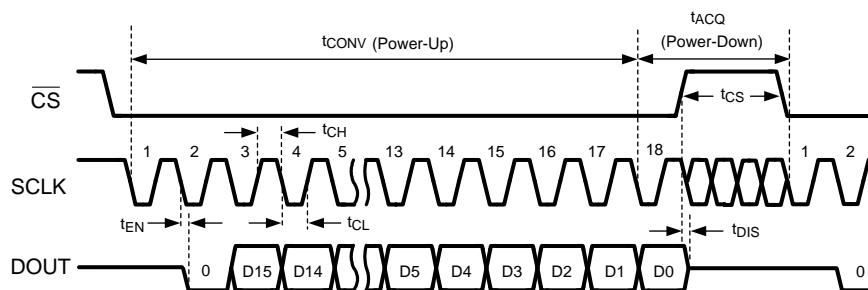 tCONV (Power-Up)
tACQ
(Power-Down)
CS
tCS
tCH
1 2 3 4 5 13 14 15 16 17 18 1 2
SCLK
tEN
tCL
tDIS
DOUT
0 D15 D14 D5 D4 D3 D2 D1 D0 0